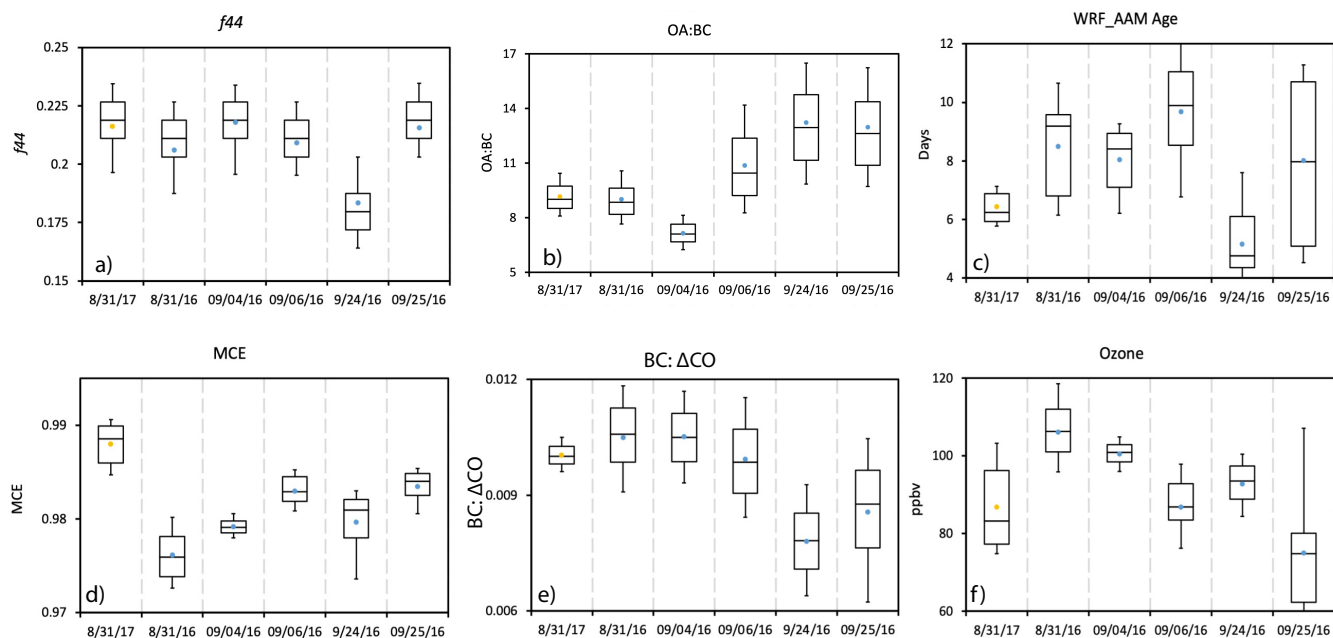 f44
f44
0.25
0.225
0.2
0.175
0.15
a)
8/31/17 8/31/16 09/04/16 09/06/16 9/24/16 09/25/16
OA:BC
OA:BC
17
14
11
8
5
b)
8/31/17 8/31/16 09/04/16 09/06/16 9/24/16 09/25/16
WRF_AAM Age
Days
12
10
8
6
4
c)
8/31/17 8/31/16 09/04/16 09/06/16 9/24/16 09/25/16
MCE
MCE
0.99
0.98
0.97
d)
8/31/17 8/31/16 09/04/16 09/06/16 9/24/16 09/25/16
BC: ΔCO
BC: ΔCO
0.012
0.009
0.006
e)
8/31/17 8/31/16 09/04/16 09/06/16 9/24/16 09/25/16
Ozone
ppbv
120
100
80
60
f)
8/31/17 8/31/16 09/04/16 09/06/16 9/24/16 09/25/16